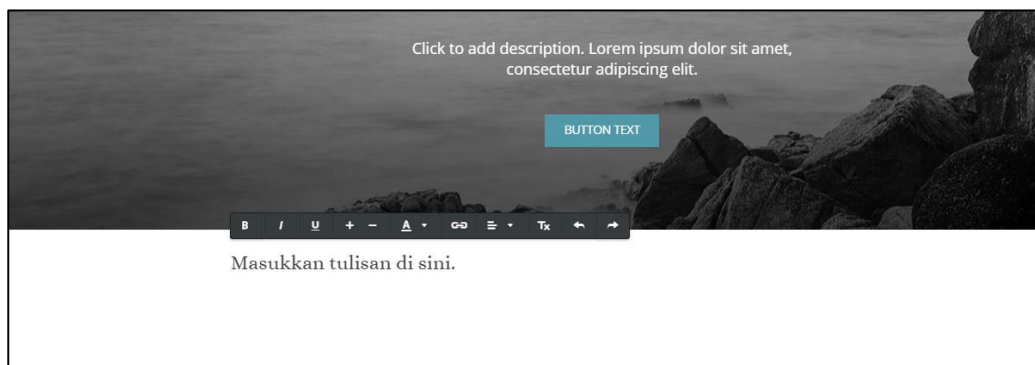 Click to add description. Lorem ipsum dolor sit amet,
consectetur adipiscing elit.
BUTTON TEXT
B I U + − A Tx
Masukkan tulisan di sini.